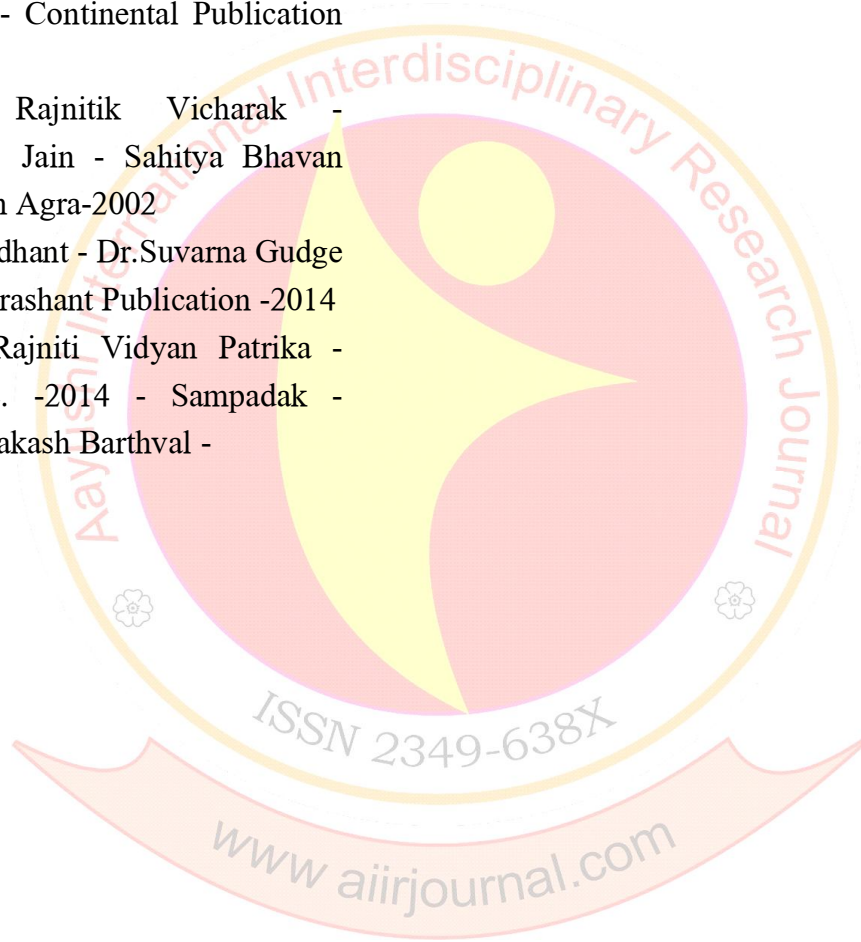 - Continental Publication
Rajnitik Vicharak -
Jain - Sahitya Bhavan
n Agra-2002
dhant - Dr.Suvarna Gudge
rashant Publication -2014
Rajniti Vidyan Patrika -
. -2014 - Sampadak -
akash Barthval -
Aayushi International Interdisciplinary Research Journal
ISSN 2349-638X
www aiirjournal.com